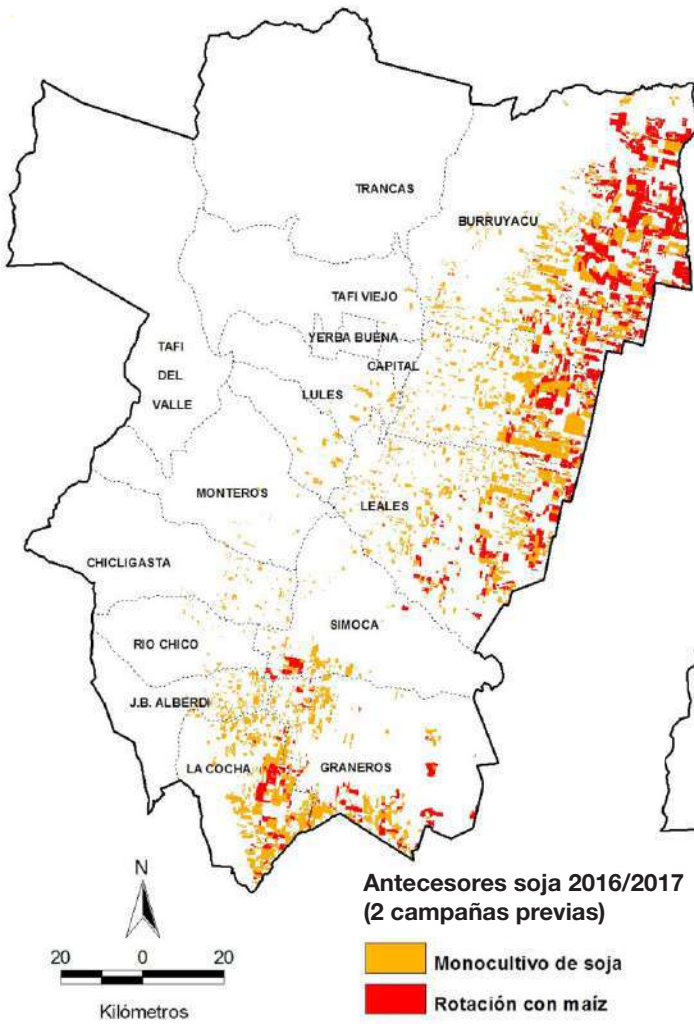 TRANCAS
BURRUYACU
TAFI VIEJO
YERBA BUENA
TAFI
DEL
VALLE
CAPITAL
LULES
MONTEROS
LEALES
CHICLIGASTA
SIMOCA
RIO CHICO
J.B. ALBERDI
LA COCHA
GRANEROS
N
20 0 20
Kilómetros
Antecesores soja 2016/2017
(2 campañas previas)
Monocultivo de soja
Rotación con maíz